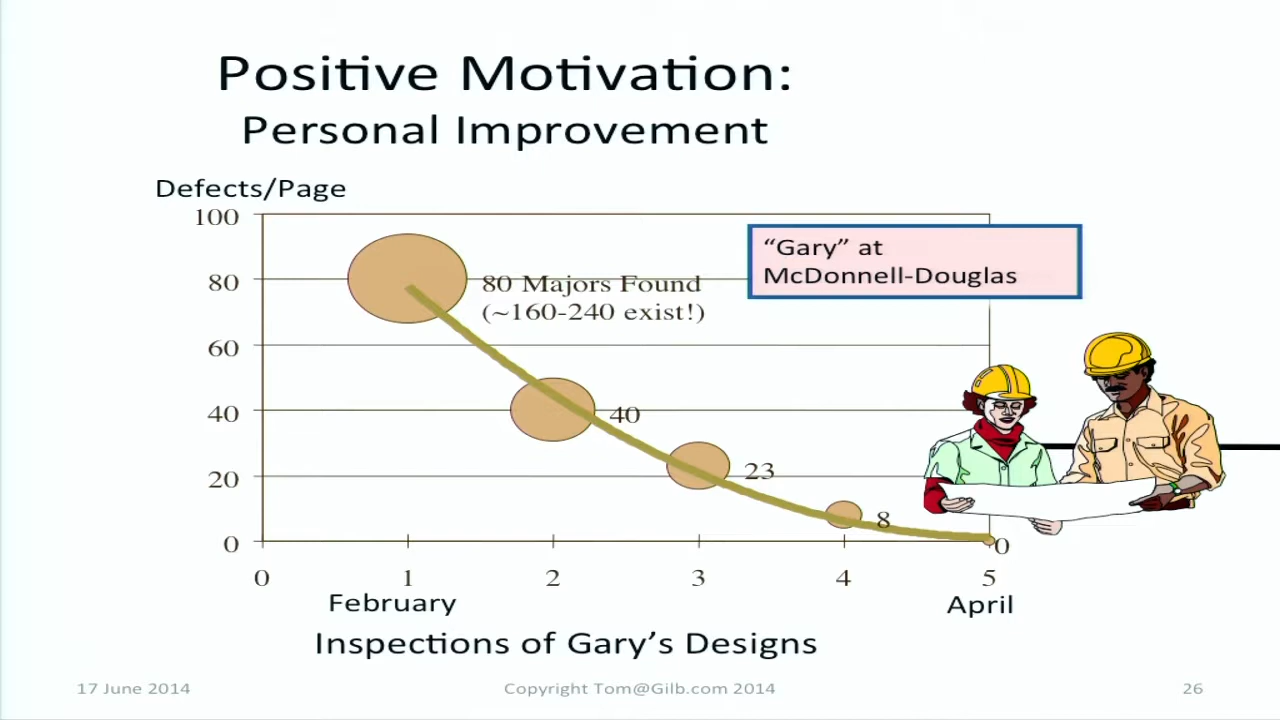 Positive Motivation:
Personal Improvement
Defects/Page
100
80
60
40
20
0
80 Majors Found
(~160-240 exist!)
40
23
8
0
“Gary” at
McDonnell-Douglas
0 1 2 3 4 5
February April
Inspections of Gary’s Designs
17 June 2014 Copyright Tom@Gilb.com 2014 26